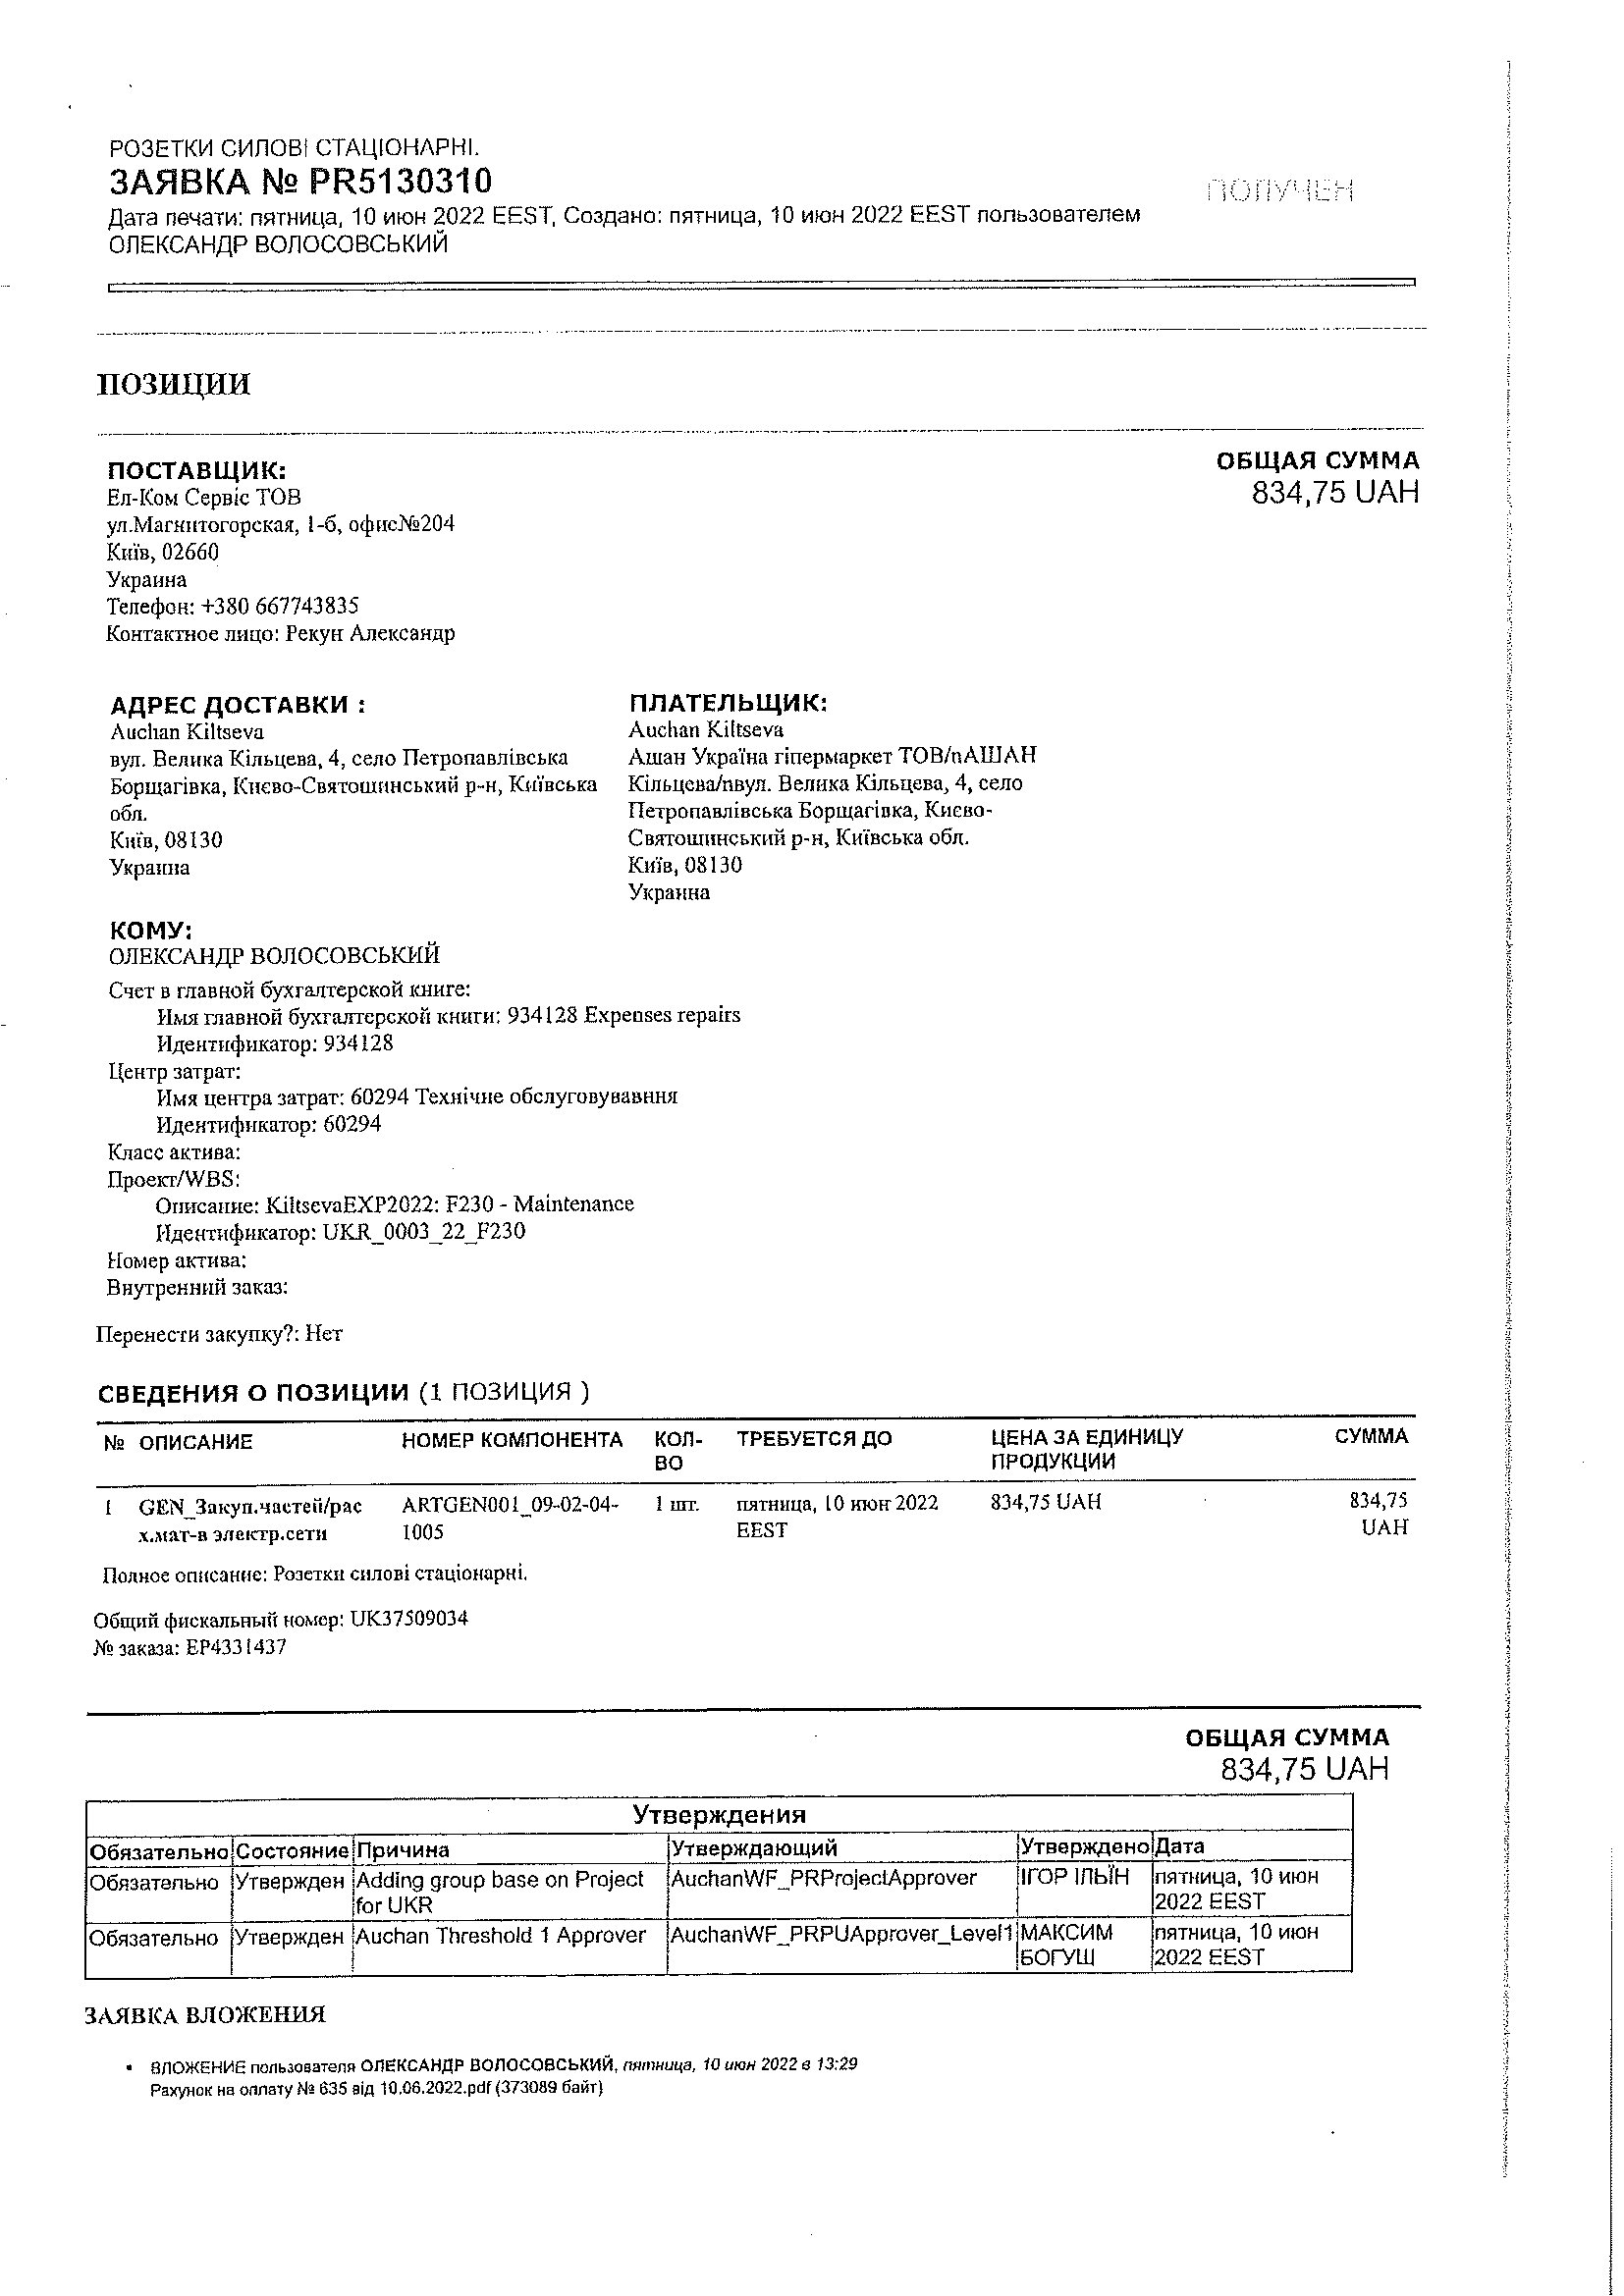 РОЗЕТКИ СИЛОВІ СТАЦІОНАРНІ.
ЗАЯВКА № PR5130310
ПОЛУЧЕН
Дата печати: пятница, 10 июн 2022 EEST, Создано: пятница, 10 июн 2022 EEST пользователем
ОЛЕКСАНДР ВОЛОСОВСЬКИЙ
ПОЗИЦИИ
ПОСТАВЩИК:
Ел-Ком Сервіс ТОВ
ул.Магнитогорская, 1-б, офис№204
Київ, 02660
Украина
Телефон: +380 667743835
Контактное лицо: Рекун Александр
ОБЩАЯ СУММА
834,75 UAH
АДРЕС ДОСТАВКИ :
Auchan Kiltseva
вул. Велика Кільцева, 4, село Петропавлівська
Борщагівка, Києво-Святошинський р-н, Київська
обл.
Київ, 08130
Украина
ПЛАТЕЛЬЩИК:
Auchan Kiltseva
Ашан Україна гіпермаркет ТОВ/nАШАН
Кільцева/nвул. Велика Кільцева, 4, село
Петропавлівська Борщагівка, Києво-
Святошинський р-н, Київська обл.
Київ, 08130
Украина
КОМУ:
ОЛЕКСАНДР ВОЛОСОВСЬКИЙ
Счет в главной бухгалтерской книге:
Имя главной бухгалтерской книги: 934128 Expenses repairs
Идентификатор: 934128
Центр затрат:
Имя центра затрат: 60294 Технічне обслуговуваання
Идентификатор: 60294
Класс актива:
Проект/WBS:
Описание: KiltsevaEXP2022: F230 - Maintenance
Идентификатор: UKR_0003_22_F230
Номер актива:
Внутренний заказ:
Перенести закупку?: Нет
СВЕДЕНИЯ О ПОЗИЦИИ (1 ПОЗИЦИЯ )
№ ОПИСАНИЕ НОМЕР КОМПОНЕНТА КОЛ-ВО ТРЕБУЕТСЯ ДО ЦЕНА ЗА ЕДИНИЦУ ПРОДУКЦИИ СУММА
1 GEN_Закуп.частей/рас ARTGEN001_09-02-04- 1 шт. пятница, 10 июн 2022 834,75 UAH 834,75
х.мат-в электр.сети 1005 EEST UAH
Полное описание: Розетки силові стаціонарні.
Общий фискальный номер: UK37509034
№ заказа: EP4331437
ОБЩАЯ СУММА
834,75 UAH
Утверждения
Обязательно Состояние Причина Утверждающий Утверждено Дата
Обязательно Утвержден Adding group base on Project AuchanWF_PRProjectApprover ІГОР ІЛЬЇН пятница, 10 июн
for UKR 2022 EEST
Обязательно Утвержден Auchan Threshold 1 Approver AuchanWF_PRPUApprover_Level1 МАКСИМ пятница, 10 июн
БОГУШ 2022 EEST
ЗАЯВКА ВЛОЖЕНИЯ
• ВЛОЖЕНИЕ пользователя ОЛЕКСАНДР ВОЛОСОВСЬКИЙ, пятница, 10 июн 2022 в 13:29
Рахунок на оплату № 635 від 10.06.2022.pdf (373089 байт)